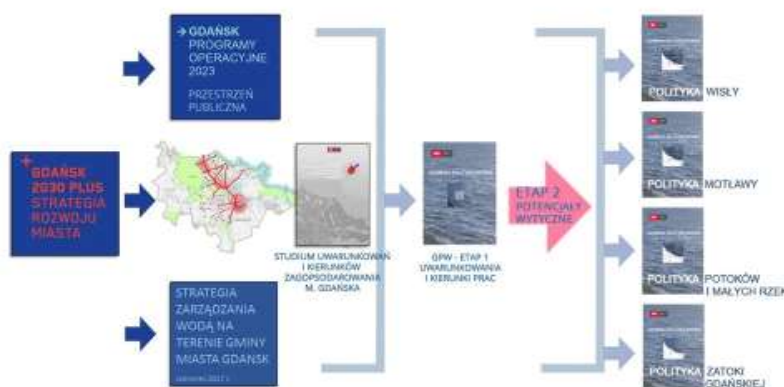 +
GDAŃSK
2030 PLUS
STRATEGIA
ROZWOJU
MIASTA
→ GDAŃSK
PROGRAMY
OPERACYJNE
2023
PRZESTRZEŃ
PUBLICZNA
STUDIUM UWARUNKOWAŃ
I KIERUNKÓW
ZAGOPSODAROWANIA
M. GDAŃSKA
STRATEGIA
ZARZĄDZANIA
WODĄ NA
TERENIE GMINY
MIASTA GDAŃSK
GPW - ETAP 1
UWARUNKOWANIA
I KIERUNKI PRAC
ETAP 2
POTENCJAŁY
WYTYCZNE
POLITYKA WISŁY
POLITYKA MOTŁAWY
POLITYKA POTOKÓW
I MAŁYCH RZEK
POLITYKA ZATOKI
GDAŃSKIEJ